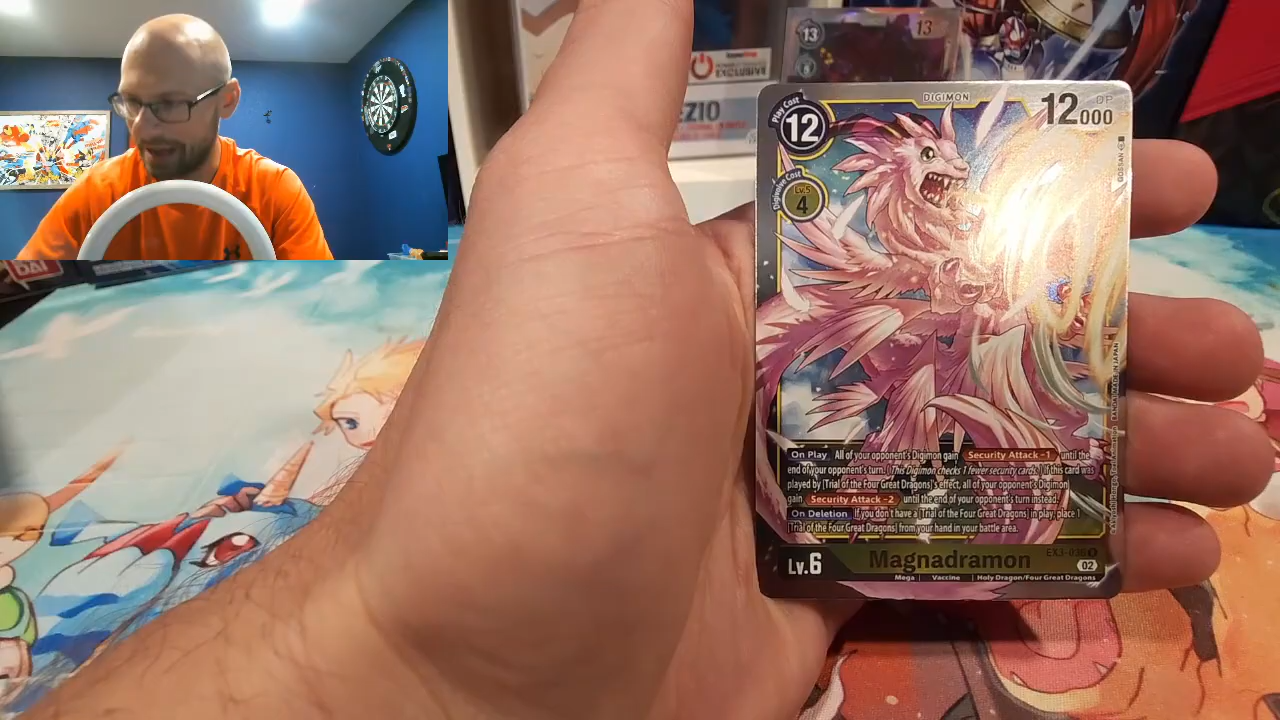 13
13
DIGIMON
Play Cost
12
12000
DP
Digivolve Cost
Lv.5
4
GOSSAN
On Play All of your opponent's Digimon gain Security Attack -1 until the
end of your opponent's turn. (This Digimon checks 1 fewer security cards.) If this card was
played by [Trial of the Four Great Dragons]'s effect, all of your opponent's Digimon
gain Security Attack -2 until the end of your opponent's turn instead.
On Deletion If you don't have a [Trial of the Four Great Dragons] in play, place 1
[Trial of the Four Great Dragons] from your hand in your battle area.
Lv.6
Magnadramon
02
Mega | Vaccine | Holy Dragon/Four Great Dragons
BANDAI MADE IN JAPAN